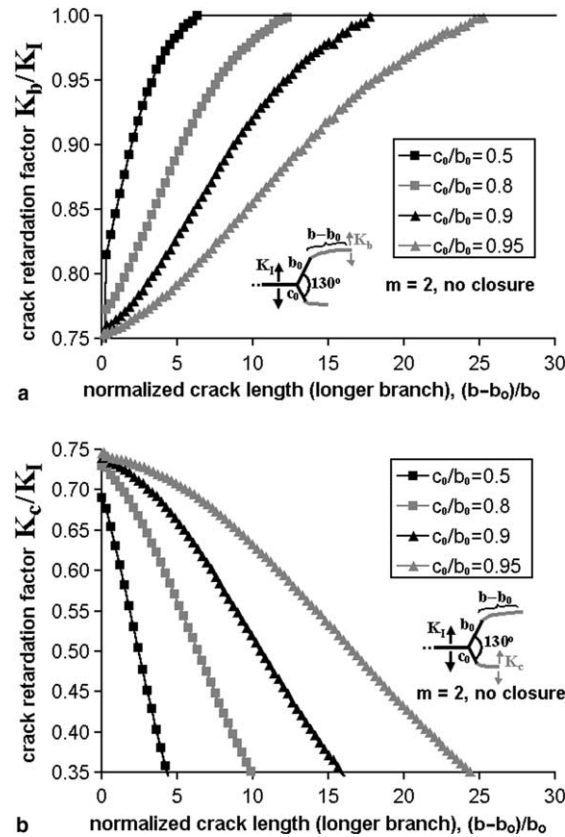 crack retardation factor K_b/K_I
1.00
0.95
0.90
0.85
0.80
0.75
c₀/b₀= 0.5
c₀/b₀= 0.8
c₀/b₀= 0.9
c₀/b₀= 0.95
b−b₀
K_b
K_I
b₀
130°
c₀
m = 2, no closure
0 5 10 15 20 25 30
a normalized crack length (longer branch), (b-b₀)/b₀
crack retardation factor K_c/K_I
0.75
0.70
0.65
0.60
0.55
0.50
0.45
0.40
0.35
c₀/b₀=0.5
c₀/b₀=0.8
c₀/b₀=0.9
c₀/b₀=0.95
b−b₀
K_I
b₀
130°
c₀
K_c
m = 2, no closure
0 5 10 15 20 25 30
b normalized crack length (longer branch), (b-b₀)/b₀